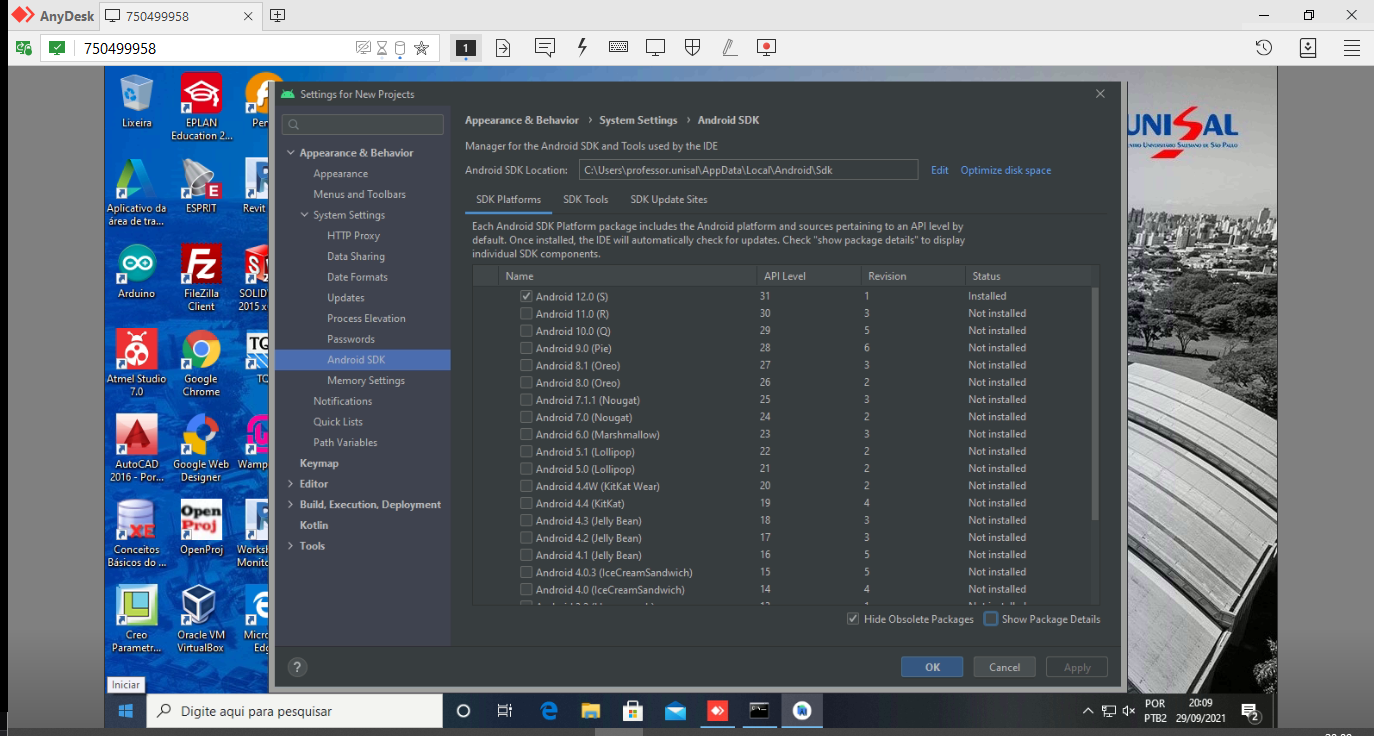 AnyDesk
750499958
750499958
1
Lixeira
EPLAN
Education 2...
Per
Aplicativo da
área de tra...
ESPRIT
Revit
Arduino
FileZilla
Client
SOLID
2015 x
Atmel Studio
7.0
Google
Chrome
TC
AutoCAD
2016 - Por...
Google Web
Designer
Wamp
Conceitos
Básicos do ...
Open
Proj
OpenProj
Works
Monito
Creo
Parametr...
Oracle VM
VirtualBox
Micro
Edg
Iniciar
Settings for New Projects
Appearance & Behavior
Appearance
Menus and Toolbars
System Settings
HTTP Proxy
Data Sharing
Date Formats
Updates
Process Elevation
Passwords
Android SDK
Memory Settings
Notifications
Quick Lists
Path Variables
Keymap
Editor
Build, Execution, Deployment
Kotlin
Tools
Appearance & Behavior › System Settings › Android SDK
Manager for the Android SDK and Tools used by the IDE
Android SDK Location: C:\Users\professor.unisal\AppData\Local\Android\Sdk Edit Optimize disk space
SDK Platforms SDK Tools SDK Update Sites
Each Android SDK Platform package includes the Android platform and sources pertaining to an API level by
default. Once installed, the IDE will automatically check for updates. Check "show package details" to display
individual SDK components.
Name API Level Revision Status
Android 12.0 (S) 31 1 Installed
Android 11.0 (R) 30 3 Not installed
Android 10.0 (Q) 29 5 Not installed
Android 9.0 (Pie) 28 6 Not installed
Android 8.1 (Oreo) 27 3 Not installed
Android 8.0 (Oreo) 26 2 Not installed
Android 7.1.1 (Nougat) 25 3 Not installed
Android 7.0 (Nougat) 24 2 Not installed
Android 6.0 (Marshmallow) 23 3 Not installed
Android 5.1 (Lollipop) 22 2 Not installed
Android 5.0 (Lollipop) 21 2 Not installed
Android 4.4W (KitKat Wear) 20 2 Not installed
Android 4.4 (KitKat) 19 4 Not installed
Android 4.3 (Jelly Bean) 18 3 Not installed
Android 4.2 (Jelly Bean) 17 3 Not installed
Android 4.1 (Jelly Bean) 16 5 Not installed
Android 4.0.3 (IceCreamSandwich) 15 5 Not installed
Android 4.0 (IceCreamSandwich) 14 4 Not installed
Hide Obsolete Packages Show Package Details
? OK Cancel Apply
UNISAL
Centro Universitário Salesiano de São Paulo
Digite aqui para pesquisar
POR
PTB2
20:09
29/09/2021
2